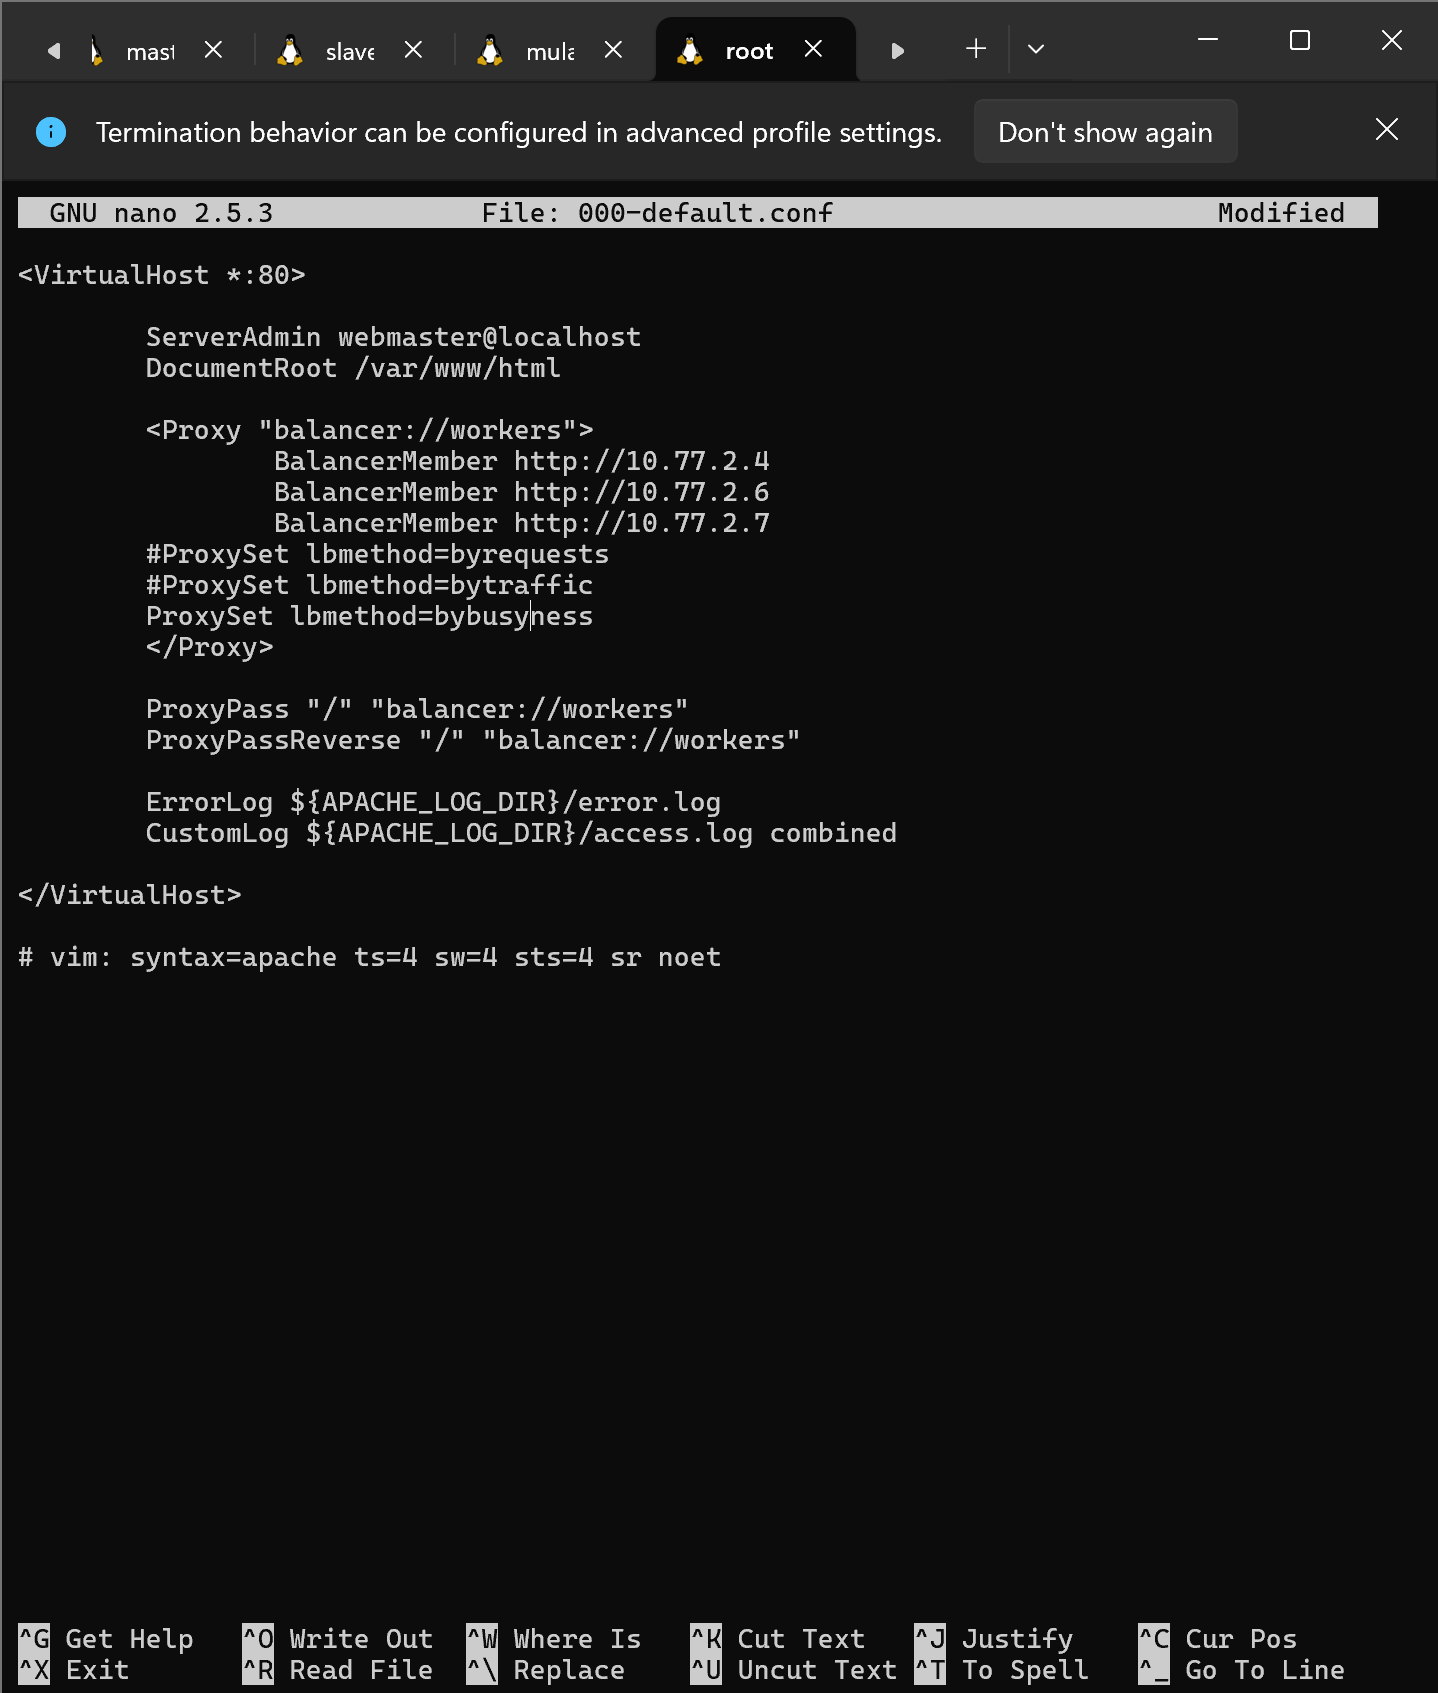 mast slave mula root
Termination behavior can be configured in advanced profile settings. Don't show again
GNU nano 2.5.3 File: 000-default.conf Modified
<VirtualHost *:80>
ServerAdmin webmaster@localhost
DocumentRoot /var/www/html
<Proxy "balancer://workers">
BalancerMember http://10.77.2.4
BalancerMember http://10.77.2.6
BalancerMember http://10.77.2.7
#ProxySet lbmethod=byrequests
#ProxySet lbmethod=bytraffic
ProxySet lbmethod=bybusyness
</Proxy>
ProxyPass "/" "balancer://workers"
ProxyPassReverse "/" "balancer://workers"
ErrorLog ${APACHE_LOG_DIR}/error.log
CustomLog ${APACHE_LOG_DIR}/access.log combined
</VirtualHost>
# vim: syntax=apache ts=4 sw=4 sts=4 sr noet
^G Get Help ^O Write Out ^W Where Is ^K Cut Text ^J Justify ^C Cur Pos
^X Exit ^R Read File ^\ Replace ^U Uncut Text ^T To Spell ^_ Go To Line